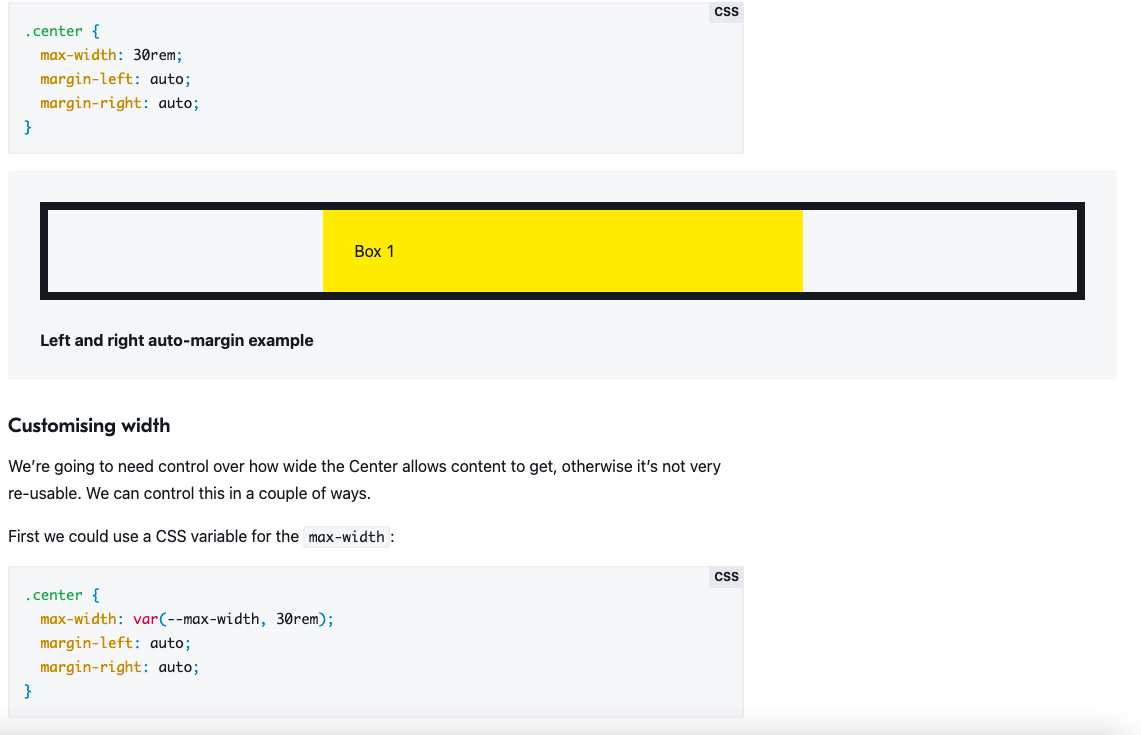 CSS
.center {
  max-width: 30rem;
  margin-left: auto;
  margin-right: auto;
}
Box 1
Left and right auto-margin example
Customising width
We’re going to need control over how wide the Center allows content to get, otherwise it’s not very
re-usable. We can control this in a couple of ways.
First we could use a CSS variable for the max-width:
CSS
.center {
  max-width: var(--max-width, 30rem);
  margin-left: auto;
  margin-right: auto;
}